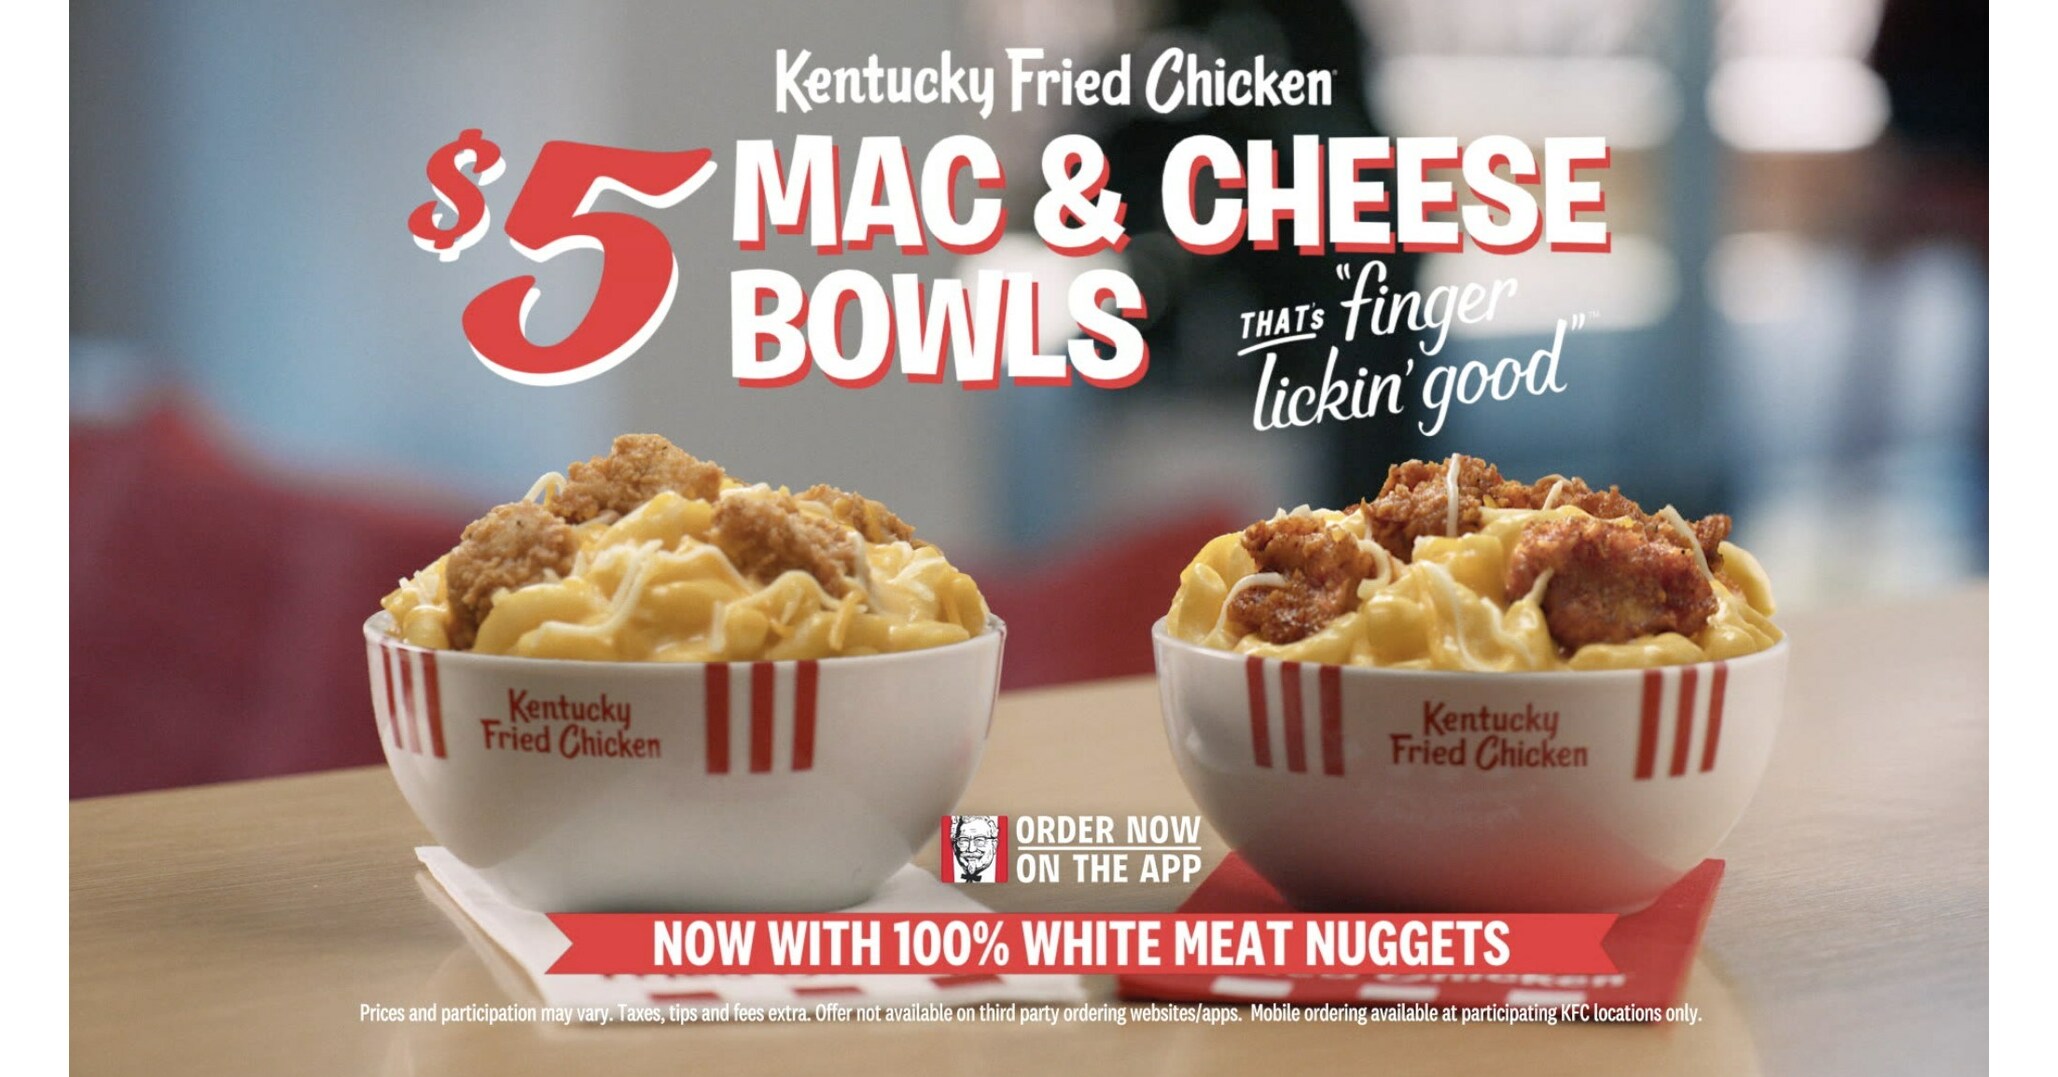 Kentucky Fried Chicken
$5 MAC & CHEESE
BOWLS
THAT'S "finger
lickin' good"™
Kentucky
Fried Chicken
Kentucky
Fried Chicken
ORDER NOW
ON THE APP
NOW WITH 100% WHITE MEAT NUGGETS
Prices and participation may vary. Taxes, tips and fees extra. Offer not available on third party ordering websites/apps. Mobile ordering available at participating KFC locations only.